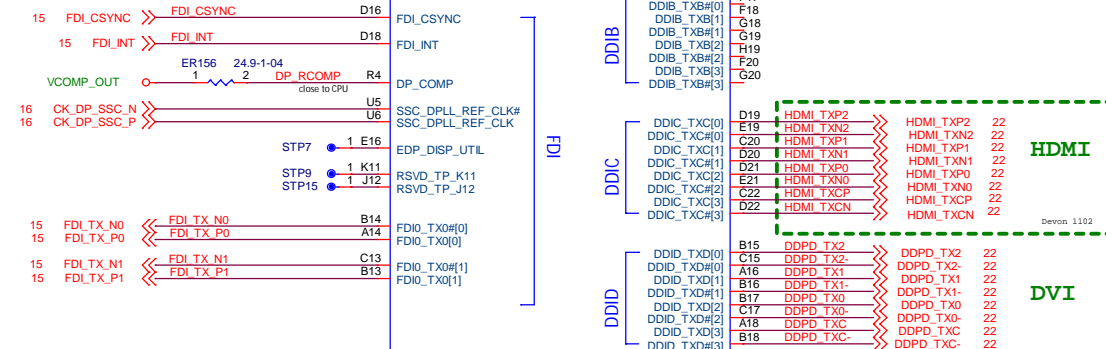 15 FDI_CSYNC FDI_CSYNC D16 FDI_CSYNC
15 FDI_INT FDI_INT D18 FDI_INT
ER156 24.9-1-04
VCOMP_OUT 1 2 DP_RCOMP R4 DP_COMP
close to CPU
16 CK_DP_SSC_N U5 SSC_DPLL_REF_CLK#
16 CK_DP_SSC_P U6 SSC_DPLL_REF_CLK
STP7 1 E16 EDP_DISP_UTIL
STP9 1 K11 RSVD_TP_K11
STP15 1 J12 RSVD_TP_J12
15 FDI_TX_N0 FDI_TX_N0 B14 FDI0_TX0#[0]
15 FDI_TX_P0 FDI_TX_P0 A14 FDI0_TX0[0]
15 FDI_TX_N1 FDI_TX_N1 C13 FDI0_TX0#[1]
15 FDI_TX_P1 FDI_TX_P1 B13 FDI0_TX0[1]
FDI
DDIB
DDIB_TXB#[0] F18
DDIB_TXB[1] G18
DDIB_TXB#[1] G19
DDIB_TXB[2] H19
DDIB_TXB#[2] F20
DDIB_TXB[3] G20
DDIB_TXB#[3]
DDIC
DDIC_TXC[0] D19 HDMI_TXP2 HDMI_TXP2 22
DDIC_TXC#[0] E19 HDMI_TXN2 HDMI_TXN2 22
DDIC_TXC[1] C20 HDMI_TXP1 HDMI_TXP1 22
DDIC_TXC#[1] D20 HDMI_TXN1 HDMI_TXN1 22
DDIC_TXC[2] D21 HDMI_TXP0 HDMI_TXP0 22
DDIC_TXC#[2] E21 HDMI_TXN0 HDMI_TXN0 22
DDIC_TXC[3] C22 HDMI_TXCP HDMI_TXCP 22
DDIC_TXC#[3] D22 HDMI_TXCN HDMI_TXCN 22
HDMI
Devon 1102
DDID
DDID_TXD[0] B15 DDPD_TX2 DDPD_TX2 22
DDID_TXD#[0] C15 DDPD_TX2- DDPD_TX2- 22
DDID_TXD[1] A16 DDPD_TX1 DDPD_TX1 22
DDID_TXD#[1] B16 DDPD_TX1- DDPD_TX1- 22
DDID_TXD[2] B17 DDPD_TX0 DDPD_TX0 22
DDID_TXD#[2] C17 DDPD_TX0- DDPD_TX0- 22
DDID_TXD[3] A18 DDPD_TXC DDPD_TXC 22
DDID_TXD#[3] B18 DDPD_TXC- DDPD_TXC- 22
DVI